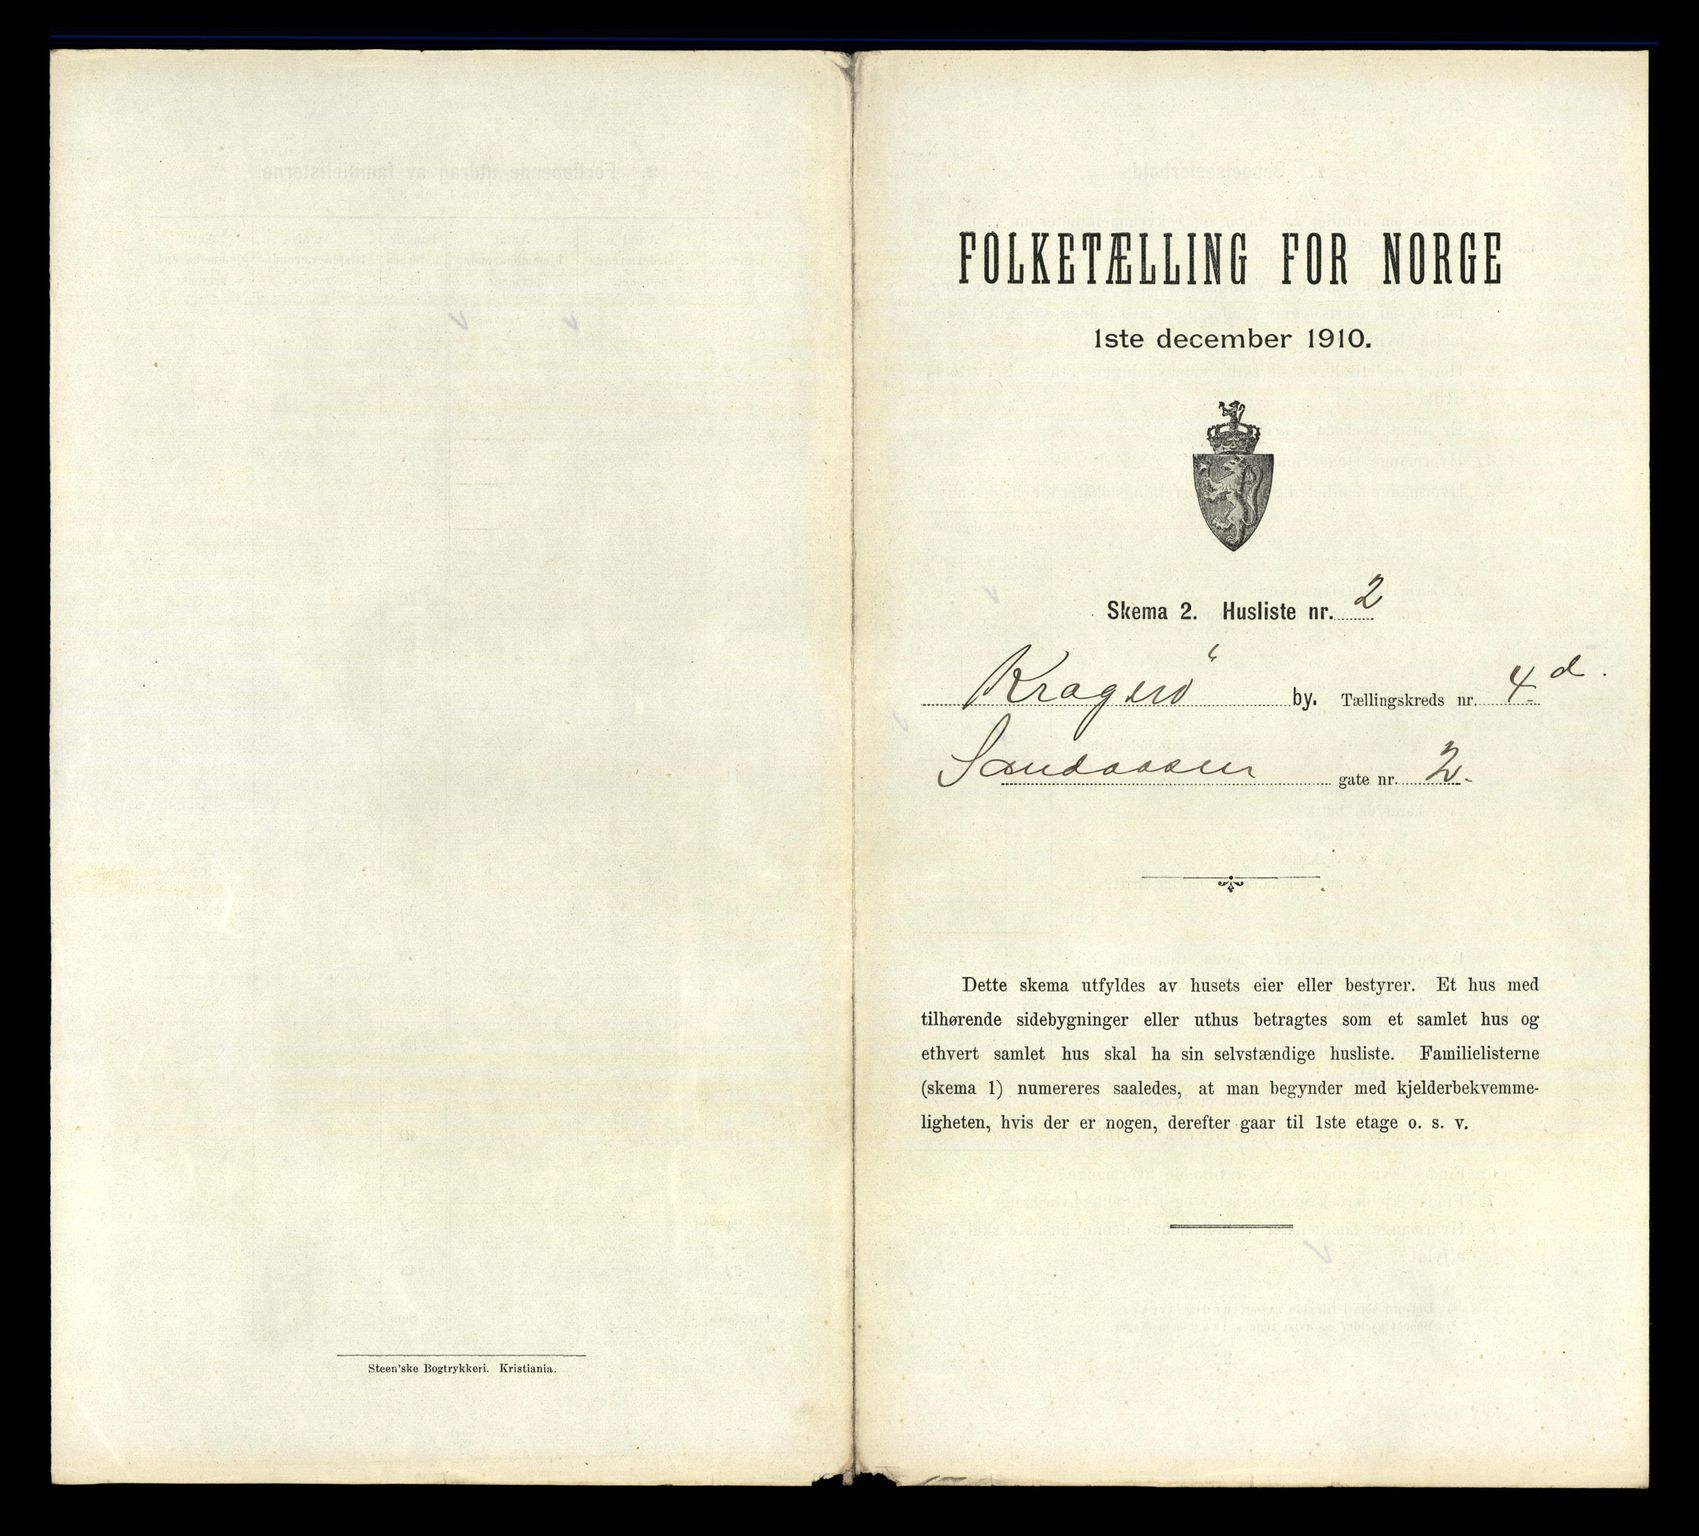 Steen'ske Bogtrykkeri. Kristiania.
FOLKETÆLLING FOR NORGE
1ste december 1910.
Skema 2. Husliste nr. 2
Kragerö by. Tællingskreds nr. 4 d.
Sandaasen gate nr. 2.
Dette skema utfyldes av husets eier eller bestyrer. Et hus med
tilhørende sidebygninger eller uthus betragtes som et samlet hus og
ethvert samlet hus skal ha sin selvstændige husliste. Familielisterne
(skema 1) numereres saaledes, at man begynder med kjelderbekvemme-
ligheten, hvis der er nogen, derefter gaar til 1ste etage o. s. v.